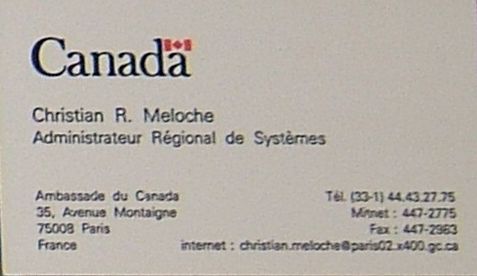 Canada
Christian R. Meloche
Administrateur Régional de Systèmes
Ambassade du Canada
35, Avenue Montaigne
75008 Paris
France
Tél. (33-1) 44.43.27.75
Mitnet : 447-2775
Fax : 447-2963
internet : christian.meloche@paris02.x400.gc.ca